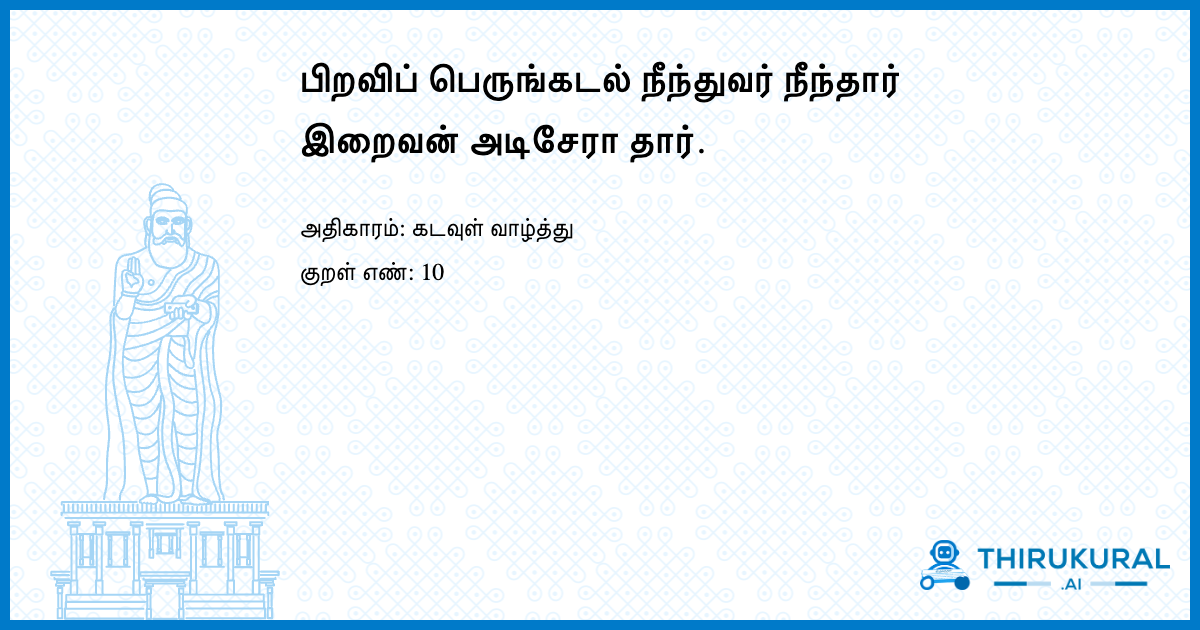 பிறவிப் பெருங்கடல் நீந்துவர் நீந்தார்
இறைவன் அடிசேரா தார்.
அதிகாரம்: கடவுள் வாழ்த்து
குறள் எண்: 10
THIRUKURAL
.AI